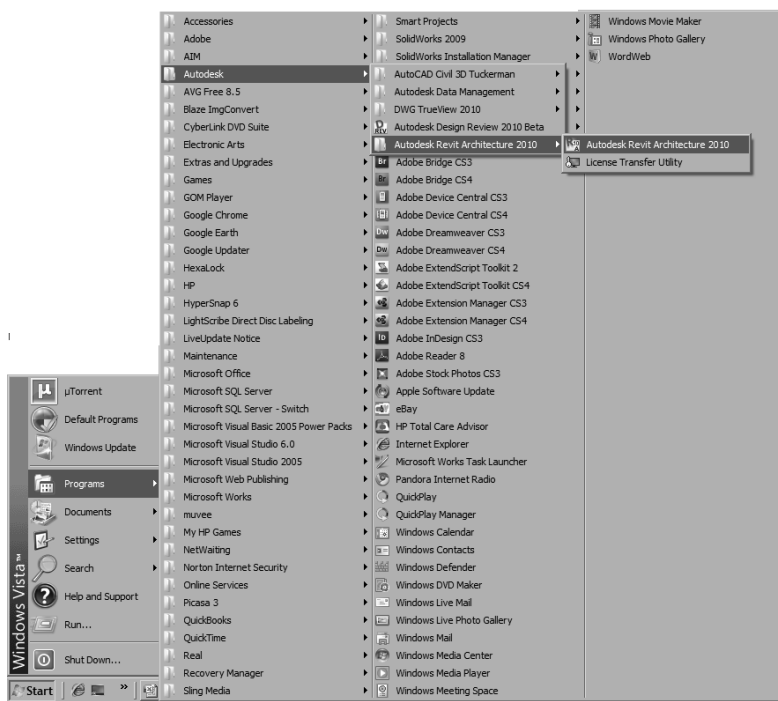 Accessories
Adobe
AIM
Autodesk
AVG Free 8.5
Blaze ImgConvert
CyberLink DVD Suite
Electronic Arts
Extras and Upgrades
Games
GOM Player
Google Chrome
Google Earth
Google Updater
HexaLock
HP
HyperSnap 6
LightScribe Direct Disc Labeling
LiveUpdate Notice
Maintenance
Microsoft Office
Microsoft SQL Server
Microsoft SQL Server - Switch
Microsoft Visual Basic 2005 Power Packs
Microsoft Visual Studio 6.0
Microsoft Visual Studio 2005
Microsoft Web Publishing
Microsoft Works
muvee
My HP Games
NetWaiting
Norton Internet Security
Online Services
Picasa 3
QuickBooks
QuickTime
Real
Recovery Manager
Sling Media
Smart Projects
SolidWorks 2009
SolidWorks Installation Manager
AutoCAD Civil 3D Tuckerman
Autodesk Data Management
DWG TrueView 2010
Autodesk Design Review 2010 Beta
Autodesk Revit Architecture 2010
Adobe Bridge CS3
Adobe Bridge CS4
Adobe Device Central CS3
Adobe Device Central CS4
Adobe Dreamweaver CS3
Adobe Dreamweaver CS4
Adobe ExtendScript Toolkit 2
Adobe ExtendScript Toolkit CS4
Adobe Extension Manager CS3
Adobe Extension Manager CS4
Adobe InDesign CS3
Adobe Reader 8
Adobe Stock Photos CS3
Apple Software Update
eBay
HP Total Care Advisor
Internet Explorer
Microsoft Works Task Launcher
Pandora Internet Radio
QuickPlay
QuickPlay Manager
Windows Calendar
Windows Contacts
Windows Defender
Windows DVD Maker
Windows Live Mail
Windows Live Photo Gallery
Windows Mail
Windows Media Center
Windows Media Player
Windows Meeting Space
Windows Movie Maker
Windows Photo Gallery
WordWeb
Autodesk Revit Architecture 2010
License Transfer Utility
µTorrent
Default Programs
Windows Update
Programs
Documents
Settings
Search
Help and Support
Run...
Shut Down...
Windows Vista™
Start